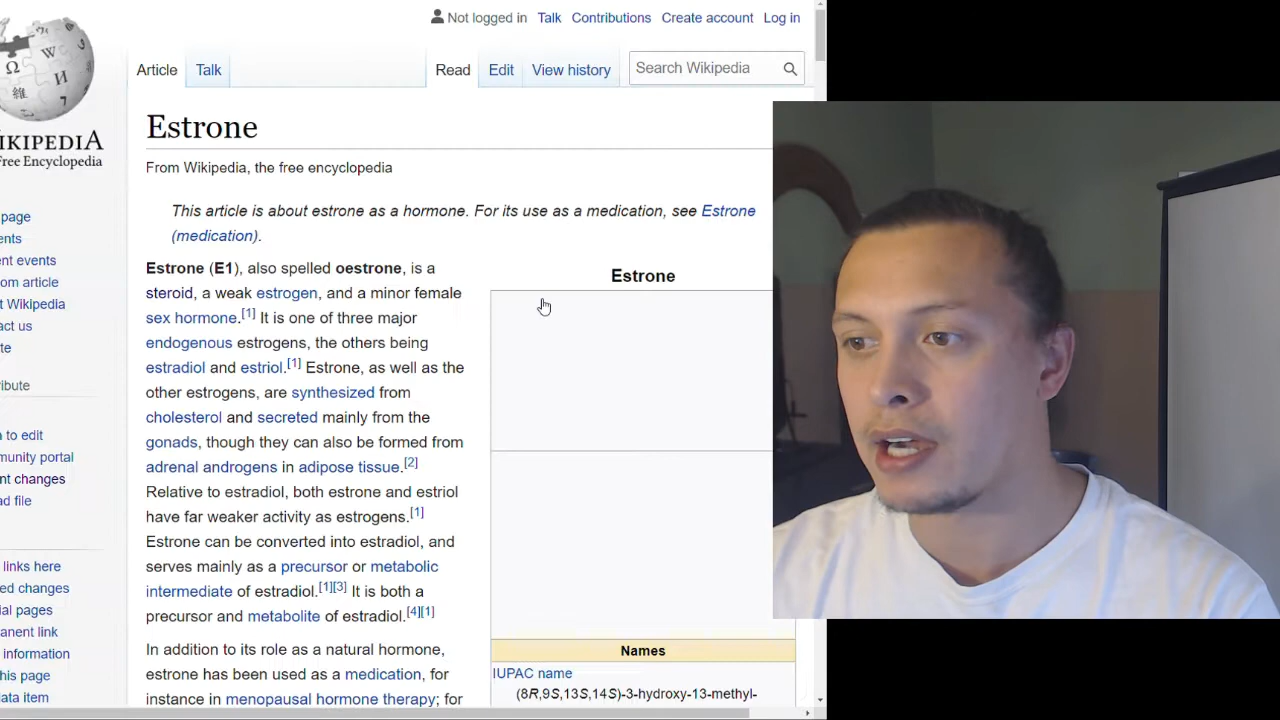 Not logged in Talk Contributions Create account Log in
Article Talk Read Edit View history Search Wikipedia
IKIPEDIA
Free Encyclopedia
Estrone
From Wikipedia, the free encyclopedia
This article is about estrone as a hormone. For its use as a medication, see Estrone
(medication).
Estrone (E1), also spelled oestrone, is a
steroid, a weak estrogen, and a minor female
sex hormone.[1] It is one of three major
endogenous estrogens, the others being
estradiol and estriol.[1] Estrone, as well as the
other estrogens, are synthesized from
cholesterol and secreted mainly from the
gonads, though they can also be formed from
adrenal androgens in adipose tissue.[2]
Relative to estradiol, both estrone and estriol
have far weaker activity as estrogens.[1]
Estrone can be converted into estradiol, and
serves mainly as a precursor or metabolic
intermediate of estradiol.[1][3] It is both a
precursor and metabolite of estradiol.[4][1]
In addition to its role as a natural hormone,
estrone has been used as a medication, for
instance in menopausal hormone therapy; for
Estrone
Names
IUPAC name
(8R,9S,13S,14S)-3-hydroxy-13-methyl-
page
ents
ent events
om article
t Wikipedia
act us
te
ribute
to edit
munity portal
nt changes
ad file
links here
ed changes
ial pages
anent link
information
his page
data item